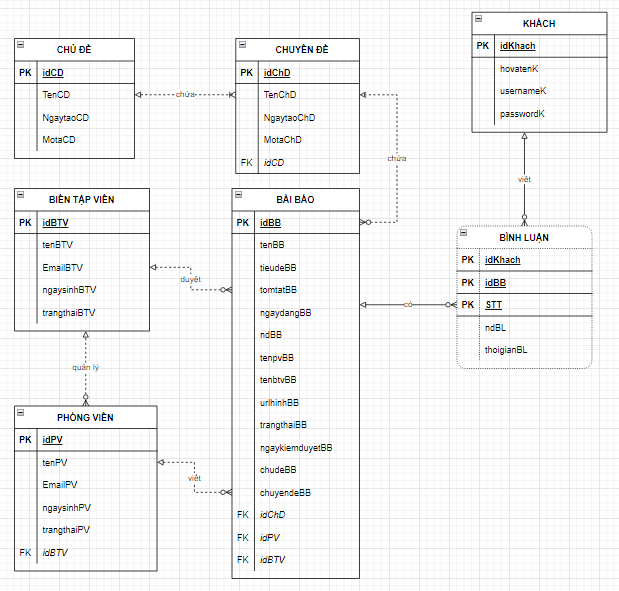 CHỦ ĐỀ
PK idCD
TenCD
NgaytaoCD
MotaCD
chứa
CHUYÊN ĐỀ
PK idChD
TenChD
NgaytaoChD
MotaChD
FK idCD
chứa
KHÁCH
PK idKhach
hovatenK
usernameK
passwordK
viết
BIÊN TẬP VIÊN
PK idBTV
tenBTV
EmailBTV
ngaysinhBTV
trangthaiBTV
duyệt
quản lý
BÀI BÁO
PK idBB
tenBB
tieudeBB
tomtatBB
ngaydangBB
ndBB
tenpvBB
tenbtvBB
urlhinhBB
trangthaiBB
ngaykiemduyetBB
chudeBB
chuyendeBB
FK idChD
FK idPV
FK idBTV
có
BÌNH LUẬN
PK idKhach
PK idBB
PK STT
ndBL
thoigianBL
PHÓNG VIÊN
PK idPV
tenPV
EmailPV
ngaysinhPV
trangthaiPV
FK idBTV
viết